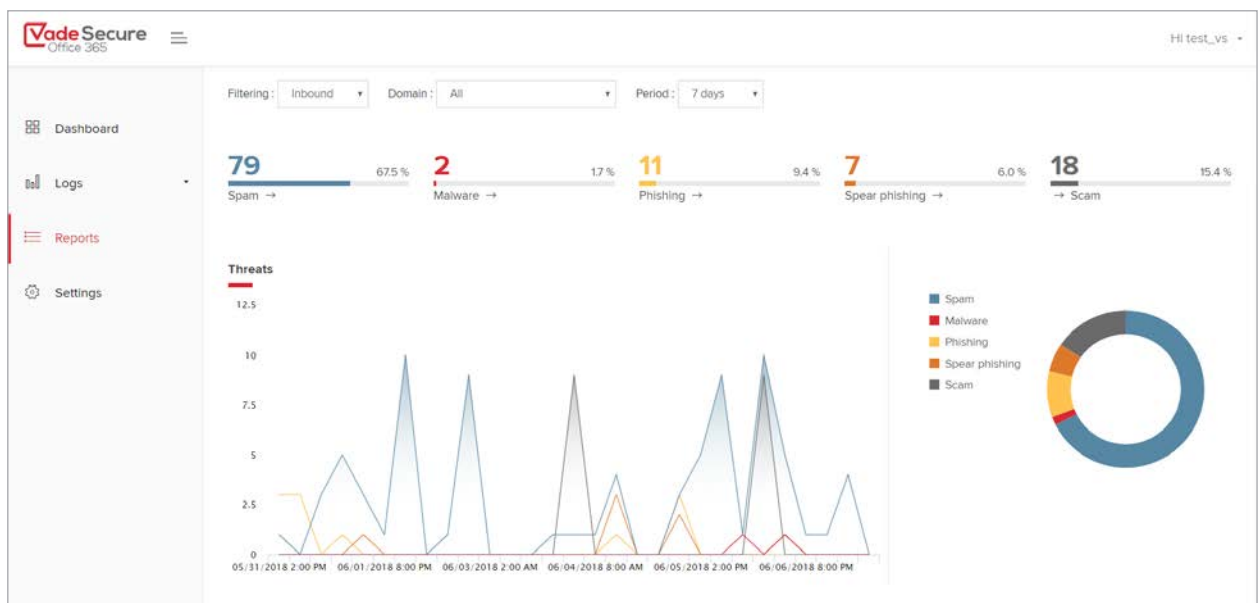 VadeSecure
Office 365
Hi test_vs
Filtering : Inbound Domain : All Period : 7 days
Dashboard
Logs
Reports
Settings
79 67.5 %
Spam →
2 1.7 %
Malware →
11 9.4 %
Phishing →
7 6.0 %
Spear phishing →
18 15.4 %
→ Scam
Threats
12.5
10
7.5
5
2.5
0
05/31/2018 2:00 PM 06/01/2018 8:00 PM 06/03/2018 2:00 AM 06/04/2018 8:00 AM 06/05/2018 2:00 PM 06/06/2018 8:00 PM
Spam
Malware
Phishing
Spear phishing
Scam